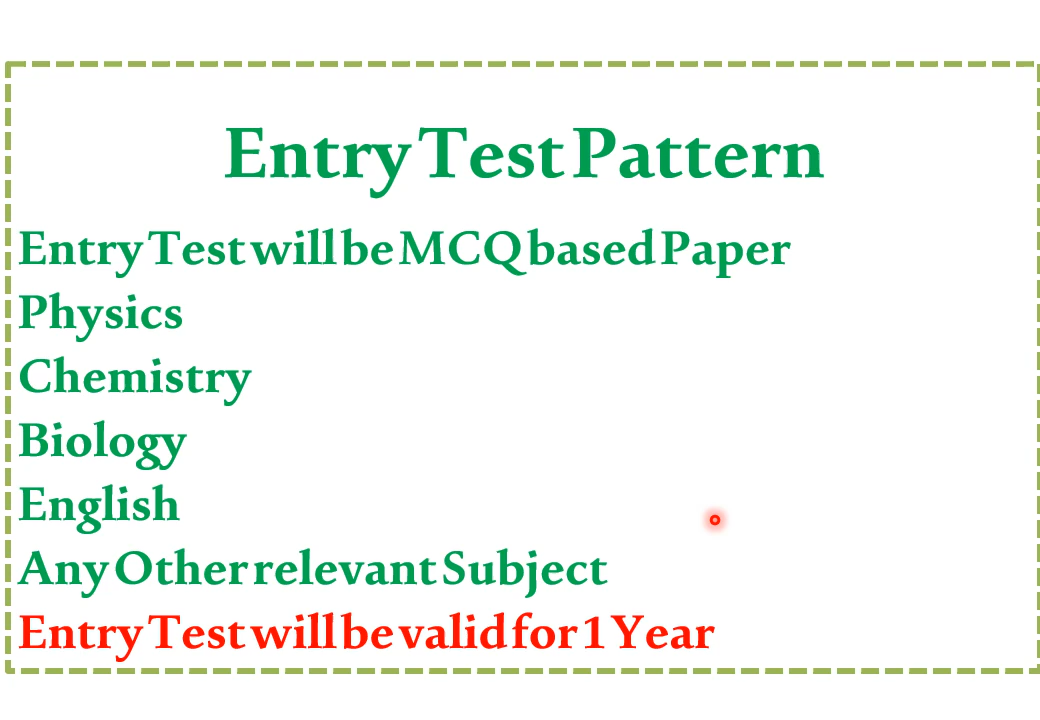 Entry Test Pattern
Entry Test will be MCQ based Paper
Physics
Chemistry
Biology
English
Any Other relevant Subject
Entry Test will be valid for 1 Year